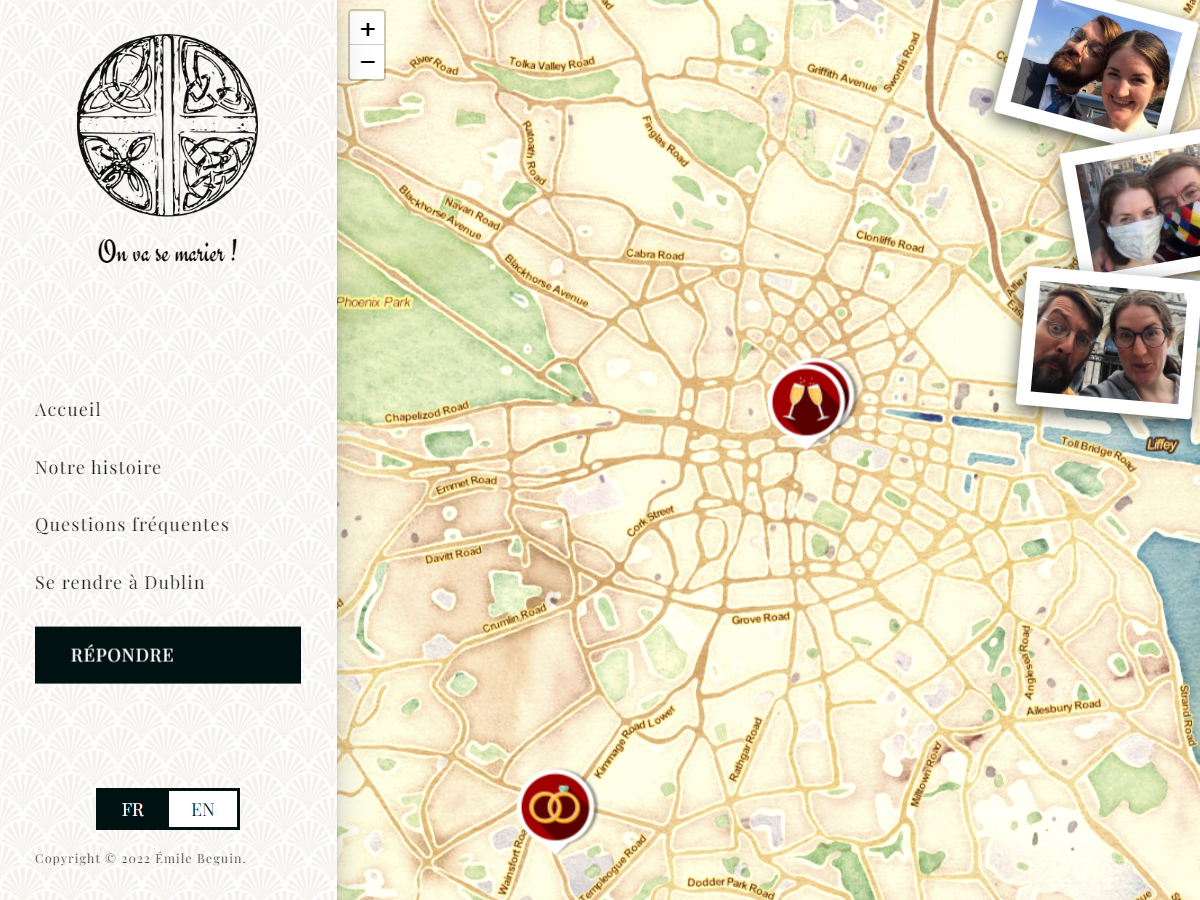 On va se marier !
Accueil
Notre histoire
Questions fréquentes
Se rendre à Dublin
RÉPONDRE
FR
EN
Copyright © 2022 Émile Beguin.
+
−
River Road
Tolka Valley Road
Griffith Avenue
Swords Road
Ratoath Road
Finglas Road
Navan Road
Blackhorse Avenue
Clonliffe Road
Cabra Road
Blackhorse Avenue
Phoenix Park
Chapelizod Road
Toll Bridge Road
Liffey
Emmet Road
Cork Street
Davitt Road
Crumlin Road
Grove Road
Anglesea Road
Ailesbury Road
Strand Road
Kimmage Road Lower
Rathgar Road
Milltown Road
Templeogue Road
Dodder Park Road